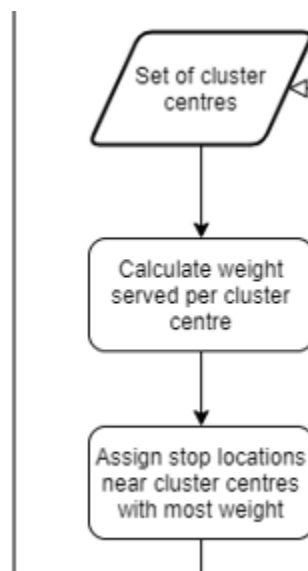 Set of cluster
centres
Calculate weight
served per cluster
centre
Assign stop locations
near cluster centres
with most weight